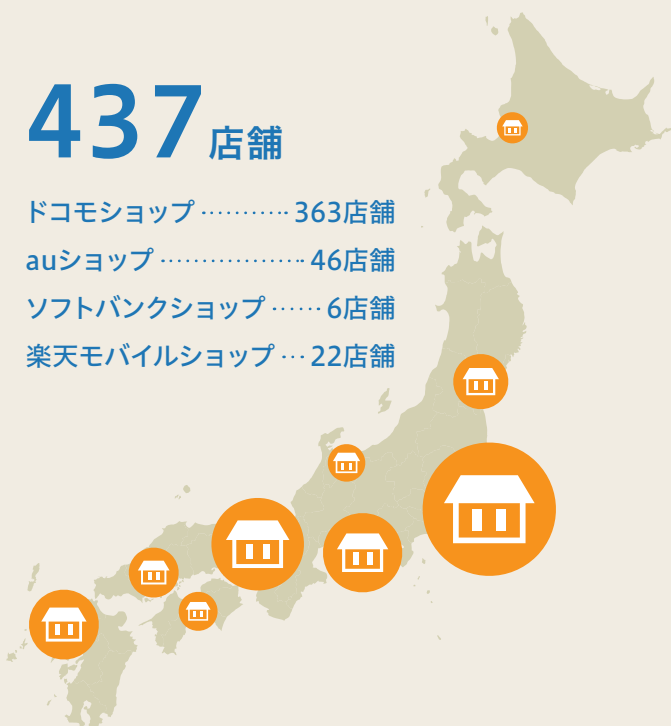 437店舗
ドコモショップ ………… 363店舗
auショップ ……………… 46店舗
ソフトバンクショップ …… 6店舗
楽天モバイルショップ … 22店舗